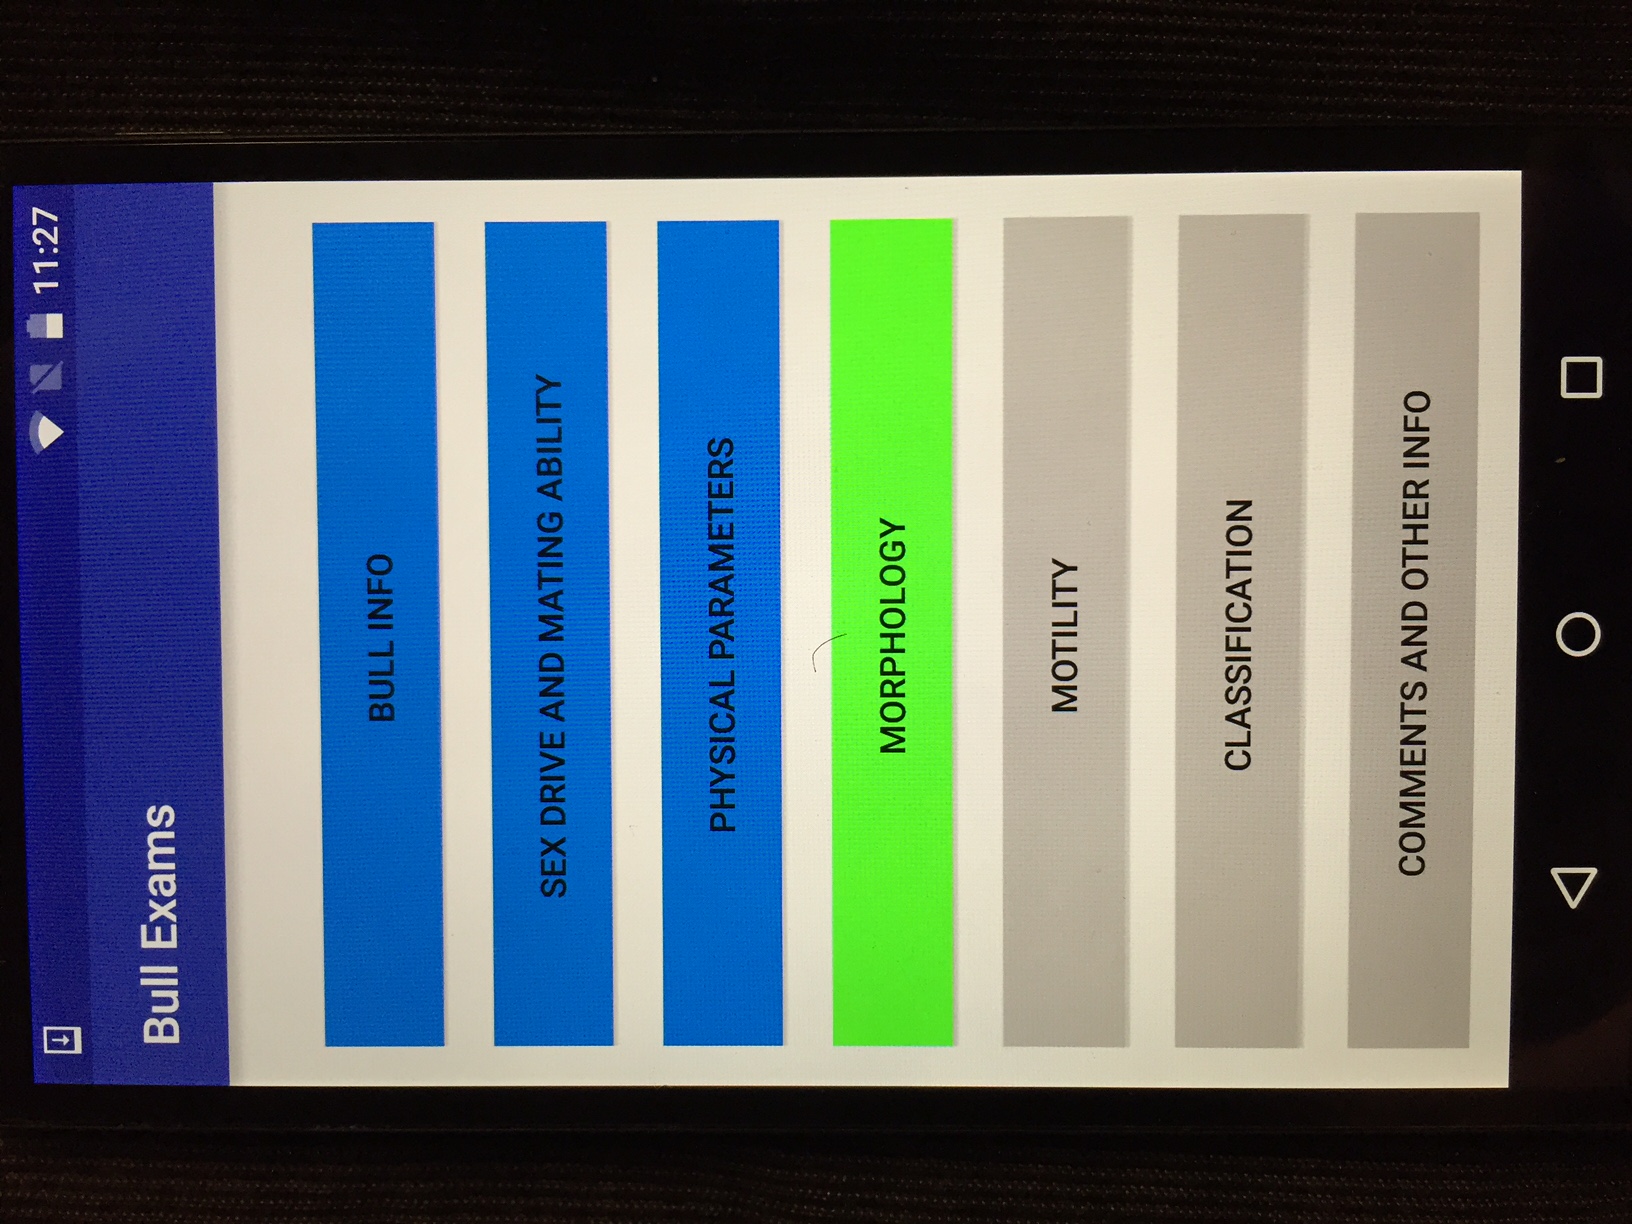 11:27
Bull Exams
BULL INFO
SEX DRIVE AND MATING ABILITY
PHYSICAL PARAMETERS
MORPHOLOGY
MOTILITY
CLASSIFICATION
COMMENTS AND OTHER INFO